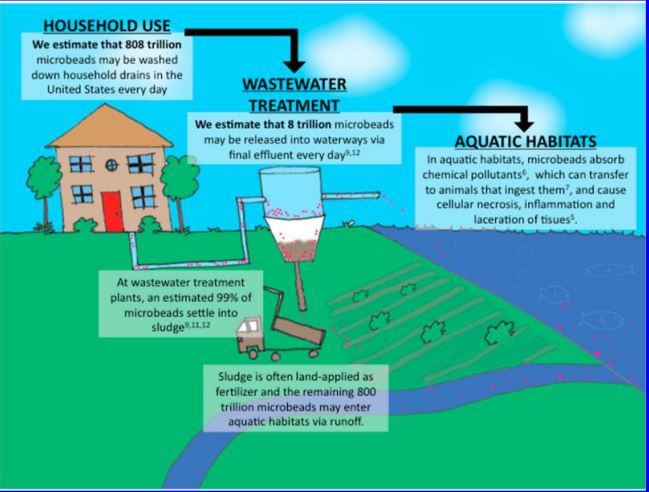 HOUSEHOLD USE
We estimate that 808 trillion
microbeads may be washed
down household drains in the
United States every day
WASTEWATER
TREATMENT
We estimate that 8 trillion microbeads
may be released into waterways via
final effluent every day9,12
AQUATIC HABITATS
In aquatic habitats, microbeads absorb
chemical pollutants6, which can transfer
to animals that ingest them7, and cause
cellular necrosis, inflammation and
laceration of tisues5.
At wastewater treatment
plants, an estimated 99% of
microbeads settle into
sludge9,11,12
Sludge is often land-applied as
fertilizer and the remaining 800
trillion microbeads may enter
aquatic habitats via runoff.